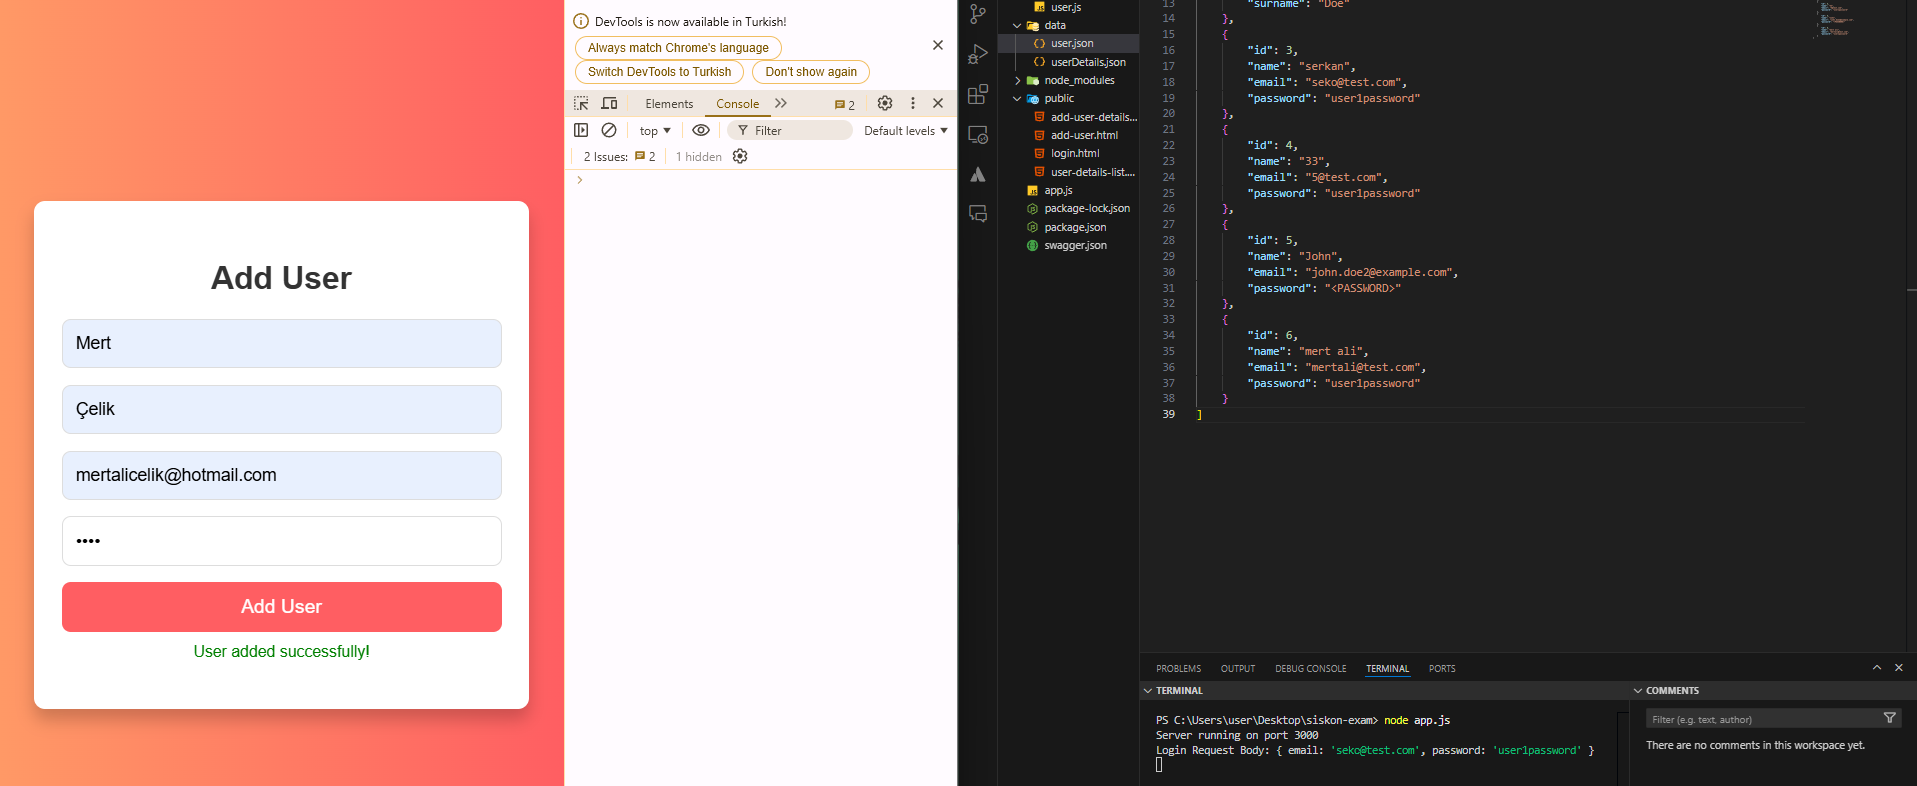 Add User
Mert
Çelik
mertalicelik@hotmail.com
••••
Add User
User added successfully!
DevTools is now available in Turkish!
Always match Chrome's language
Switch DevTools to Turkish
Don't show again
Elements
Console
2
top
Filter
Default levels
2 Issues:
2
1 hidden
user.js
data
user.json
userDetails.json
node_modules
public
add-user-details...
add-user.html
login.html
user-details-list....
app.js
package-lock.json
package.json
swagger.json
13 "surname": "Doe"
14 },
15 {
16 "id": 3,
17 "name": "serkan",
18 "email": "seko@test.com",
19 "password": "user1password"
20 },
21 {
22 "id": 4,
23 "name": "33",
24 "email": "5@test.com",
25 "password": "user1password"
26 },
27 {
28 "id": 5,
29 "name": "John",
30 "email": "john.doe2@example.com",
31 "password": "<PASSWORD>"
32 },
33 {
34 "id": 6,
35 "name": "mert ali",
36 "email": "mertali@test.com",
37 "password": "user1password"
38 }
39 ]
PROBLEMS
OUTPUT
DEBUG CONSOLE
TERMINAL
PORTS
TERMINAL
PS C:\Users\user\Desktop\siskon-exam> node app.js
Server running on port 3000
Login Request Body: { email: 'seko@test.com', password: 'user1password' }
COMMENTS
Filter (e.g. text, author)
There are no comments in this workspace yet.